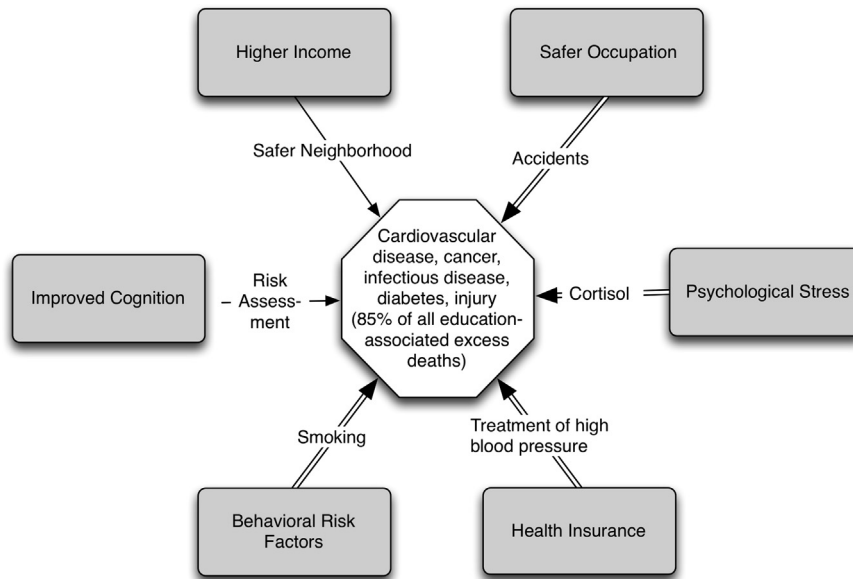 Higher Income
Safer Occupation
Safer Neighborhood
Accidents
Cardiovascular
disease, cancer,
infectious disease,
diabetes, injury
(85% of all education-
associated excess
deaths)
Improved Cognition
Risk
Assess-
ment
Cortisol
Psychological Stress
Smoking
Treatment of high
blood pressure
Behavioral Risk
Factors
Health Insurance